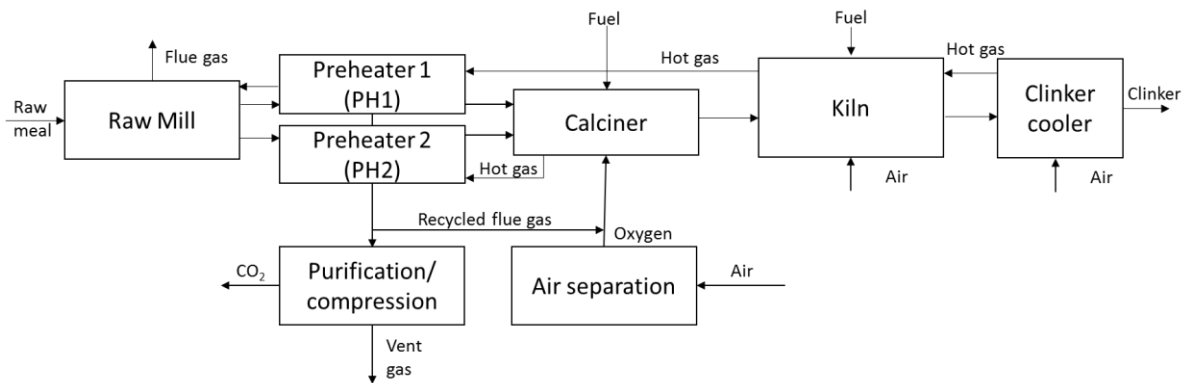 Fuel
Fuel
Flue gas
Preheater 1
(PH1)
Hot gas
Hot gas
Raw
meal
Raw Mill
Calciner
Kiln
Clinker
cooler
Clinker
Preheater 2
(PH2)
Hot gas
Air
Air
Recycled flue gas
Oxygen
CO₂
Purification/
compression
Air separation
Air
Vent
gas